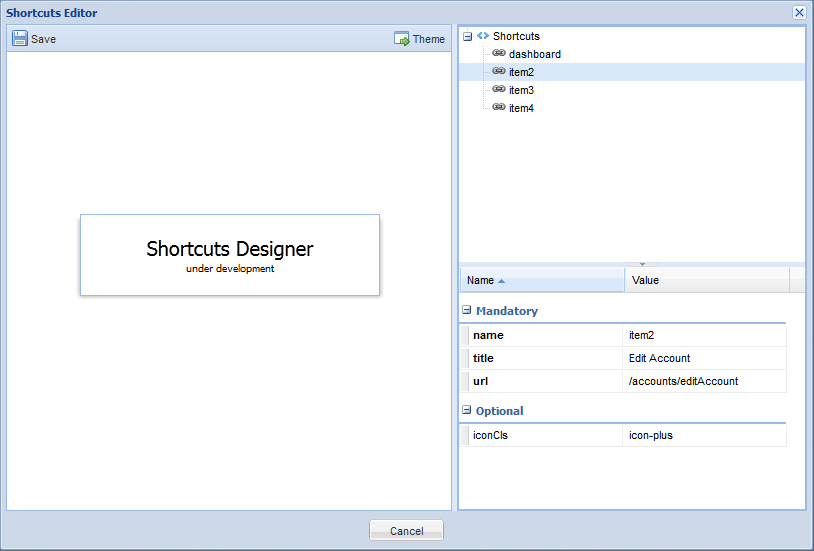 Shortcuts Editor
Save
Theme
Shortcuts Designer
under development
Shortcuts
dashboard
item2
item3
item4
Name Value
Mandatory
name item2
title Edit Account
url /accounts/editAccount
Optional
iconCls icon-plus
Cancel